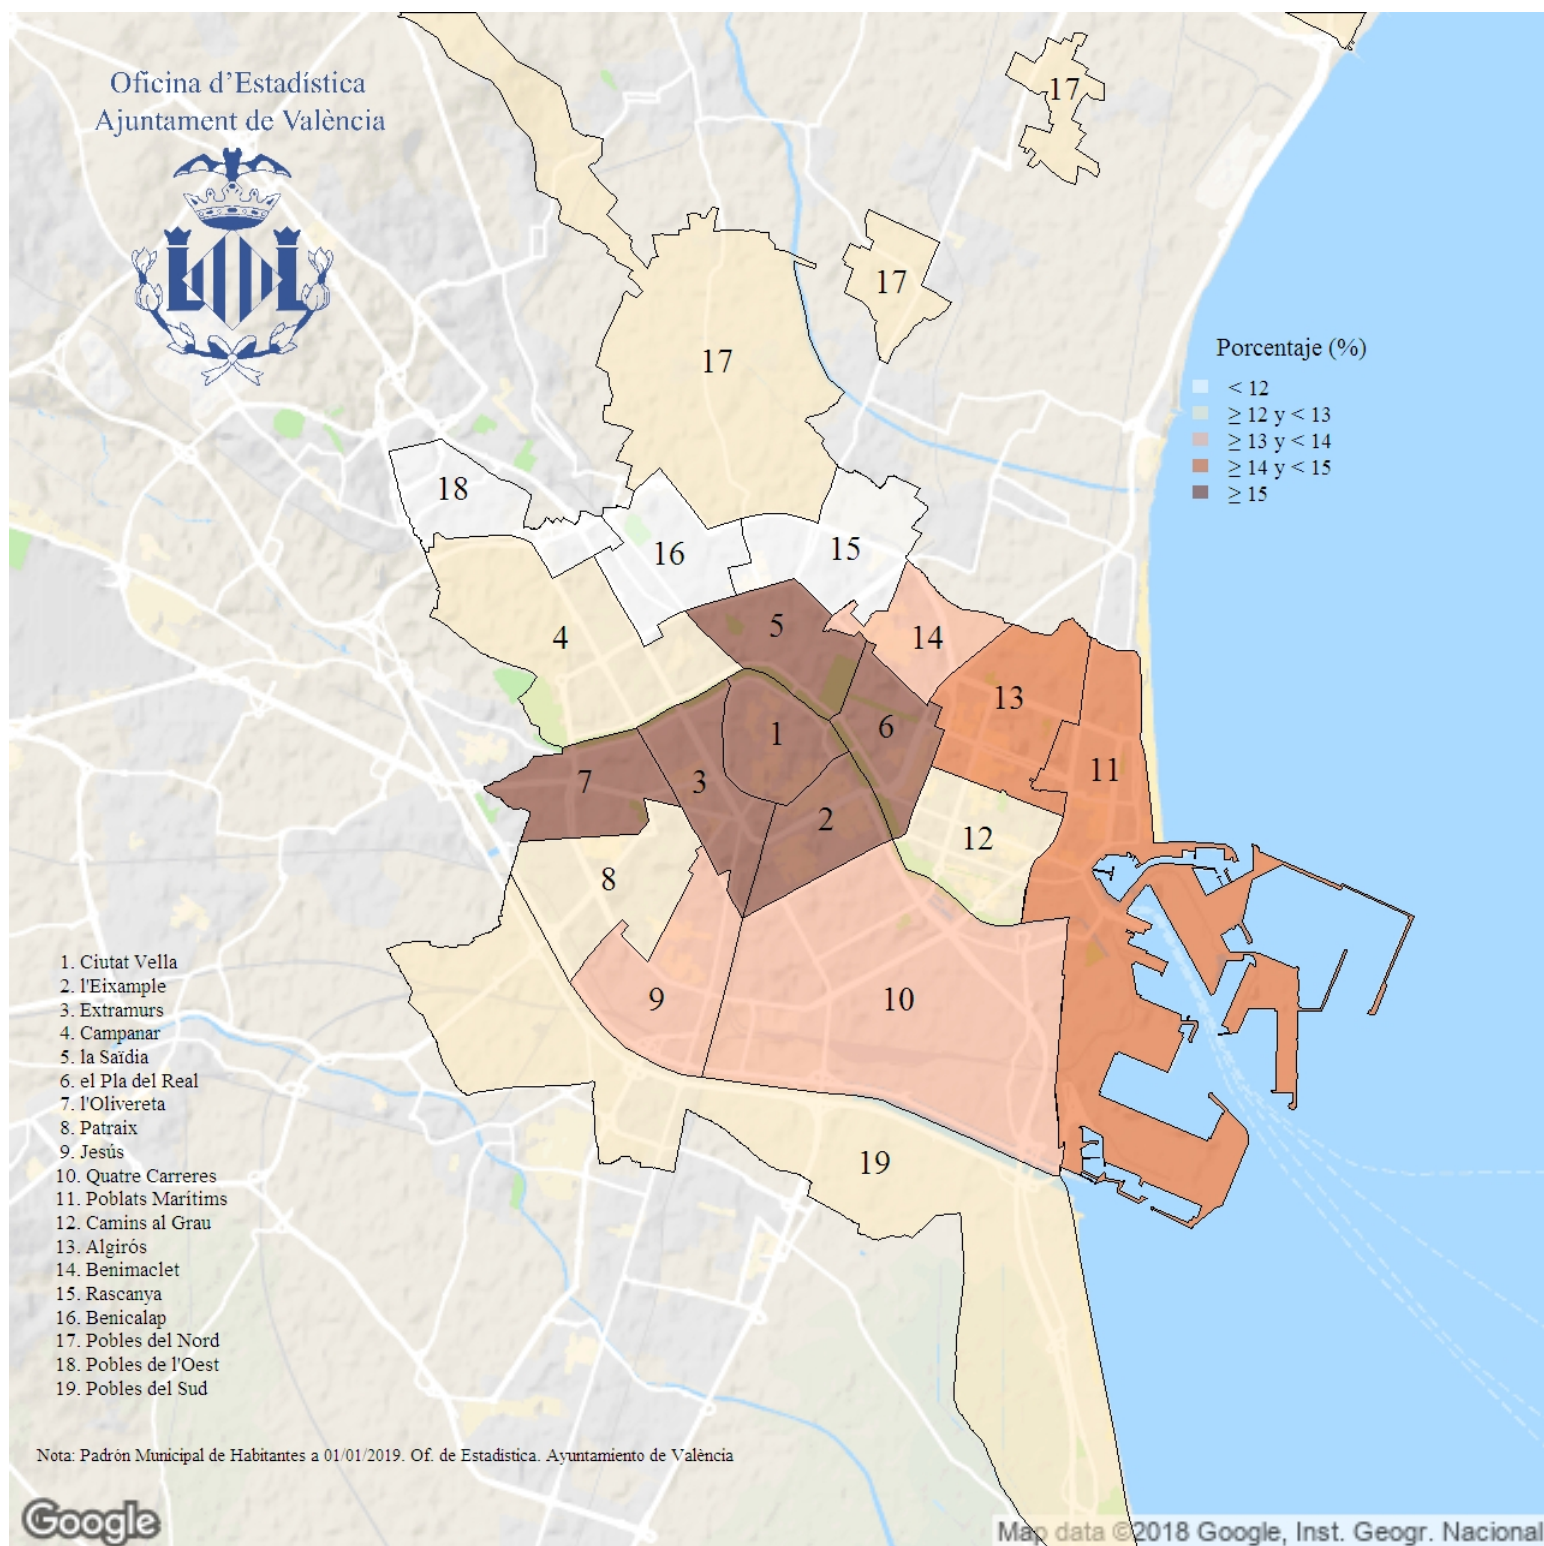 Oficina d'Estadística
Ajuntament de València
17
17
17
Porcentaje (%)
< 12
≥ 12 y < 13
≥ 13 y < 14
≥ 14 y < 15
≥ 15
18
16
15
4
5
14
13
6
1
11
7
3
2
12
8
9
10
19
1. Ciutat Vella
2. l'Eixample
3. Extramurs
4. Campanar
5. la Saïdia
6. el Pla del Real
7. l'Olivereta
8. Patraix
9. Jesús
10. Quatre Carreres
11. Poblats Marítims
12. Camins al Grau
13. Algirós
14. Benimaclet
15. Rascanya
16. Benicalap
17. Pobles del Nord
18. Pobles de l'Oest
19. Pobles del Sud
Nota: Padrón Municipal de Habitantes a 01/01/2019. Of. de Estadística. Ayuntamiento de València
Google
Map data ©2018 Google, Inst. Geogr. Nacional